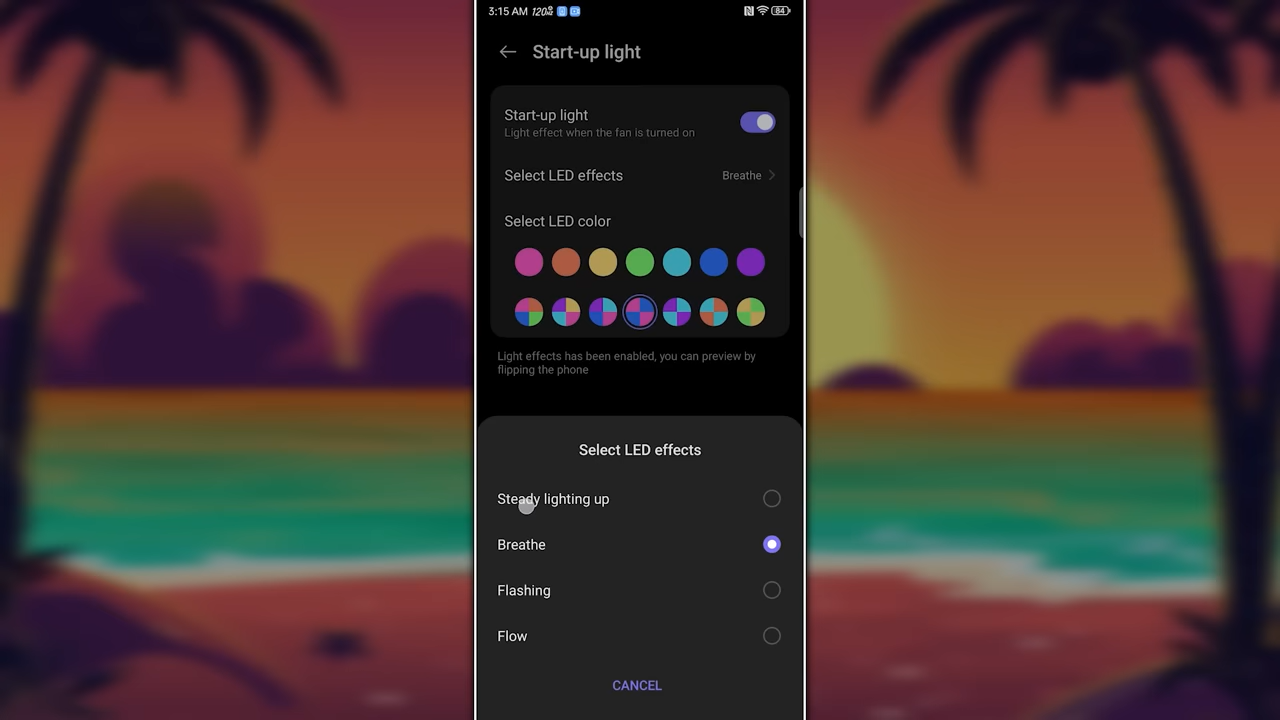 3:15 AM 120
84
Start-up light
Start-up light
Light effect when the fan is turned on
Select LED effects
Breathe
Select LED color
Light effects has been enabled, you can preview by
flipping the phone
Select LED effects
Steady lighting up
Breathe
Flashing
Flow
CANCEL